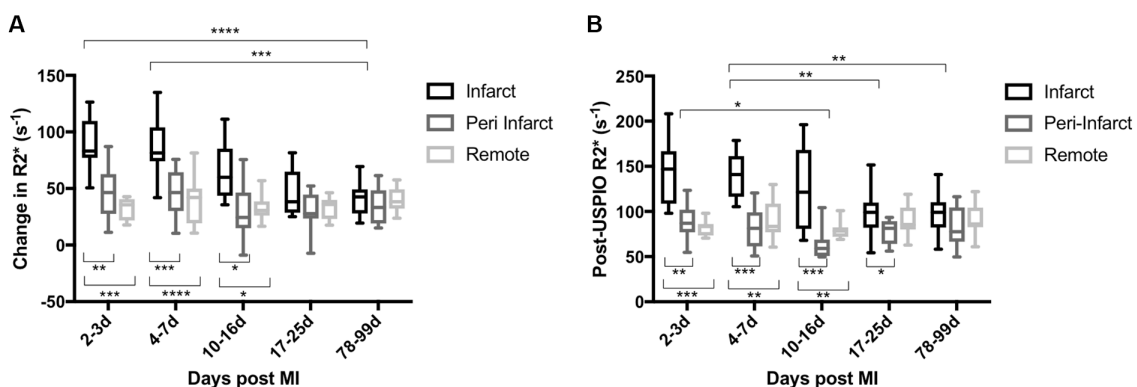 A
****
***
Change in R2* (s-1)
150
100
50
0
-50
Infarct
Peri Infarct
Remote
** *** *
*** **** *
2-3d 4-7d 10-16d 17-25d 78-99d
Days post MI
B
**
**
*
Post-USPIO R2* (s-1)
250
200
150
100
50
0
Infarct
Peri-Infarct
Remote
** *** *** *
*** ** **
2-3d 4-7d 10-16d 17-25d 78-99d
Days post MI